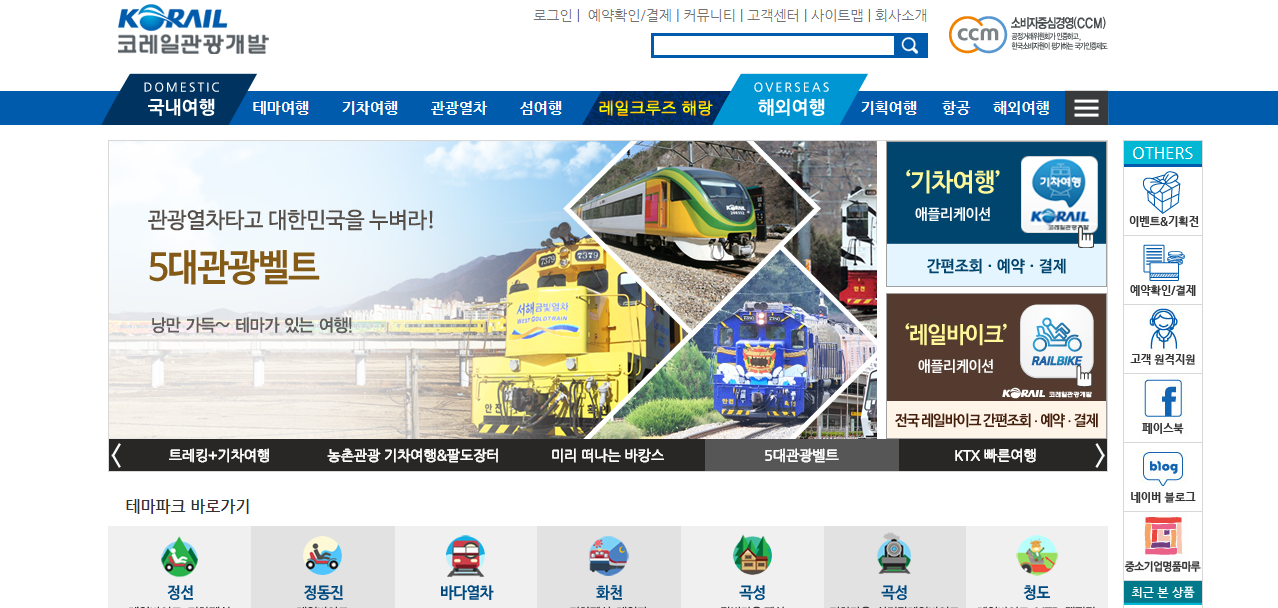 KORAIL
코레일관광개발
로그인 | 예약확인/결제 | 커뮤니티 | 고객센터 | 사이트맵 | 회사소개
ccm
소비자중심경영(CCM)
공정거래위원회가 인증하고,
한국소비자원이 평가하는 국가인증제도
DOMESTIC
국내여행
테마여행
기차여행
관광열차
섬여행
레일크루즈 해랑
OVERSEAS
해외여행
기획여행
항공
해외여행
관광열차타고 대한민국을 누벼라!
5대관광벨트
낭만 가득~ 테마가 있는 여행!
KORAIL
7379
7379
서해금빛열차
WEST GOLD TRAIN
안전
‘기차여행’
애플리케이션
기차여행
KORAIL
코레일관광개발
간편조회 · 예약 · 결제
‘레일바이크’
애플리케이션
RAILBIKE
KORAIL 코레일관광개발
전국 레일바이크 간편조회 · 예약 · 결제
트레킹+기차여행
농촌관광 기차여행&팔도장터
미리 떠나는 바캉스
5대관광벨트
KTX 빠른여행
OTHERS
이벤트&기획전
예약확인/결제
고객 원격지원
페이스북
blog
네이버 블로그
중소기업명품마루
최근 본 상품
테마파크 바로가기
정선
정동진
바다열차
화천
곡성
곡성
청도